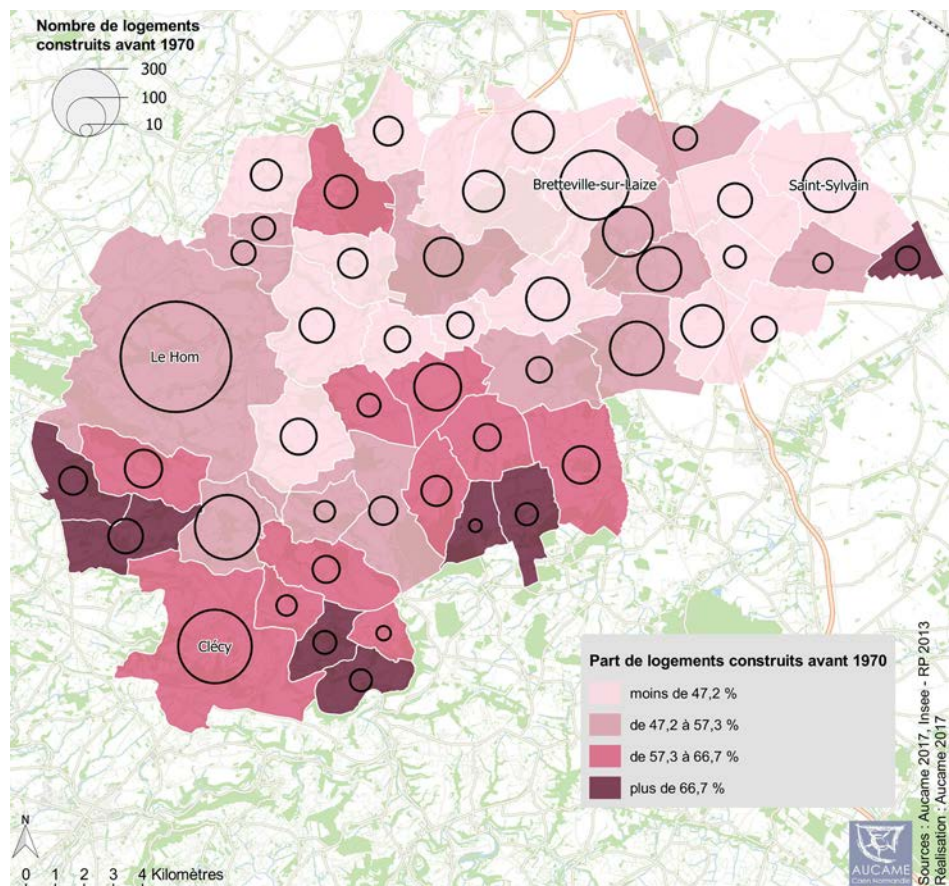 Nombre de logements
construits avant 1970
300
100
10
Bretteville-sur-Laize
Saint-Sylvain
Le Hom
Clécy
Part de logements construits avant 1970
moins de 47,2 %
de 47,2 à 57,3 %
de 57,3 à 66,7 %
plus de 66,7 %
N
0 1 2 3 4 Kilomètres
AUCAME
Caen Normandie
Sources : Aucame 2017, Insee - RP 2013
Réalisation : Aucame 2017